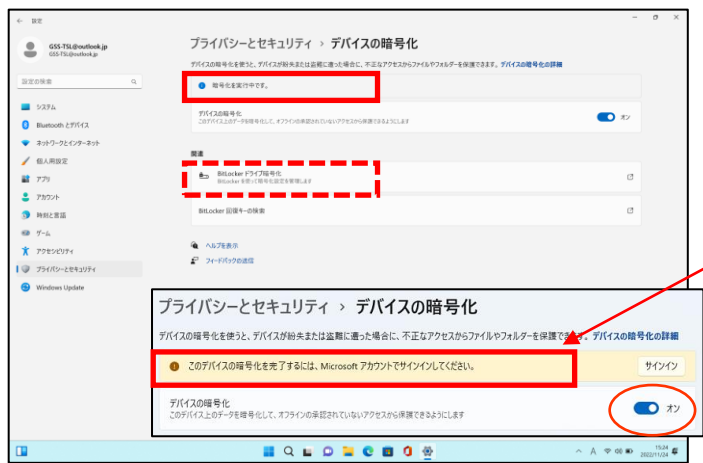 ← 設定
GSS-TSL@outlook.jp
GSS-TSL@outlook.jp
設定の検索
システム
Bluetooth とデバイス
ネットワークとインターネット
個人用設定
アプリ
アカウント
時刻と言語
ゲーム
アクセシビリティ
プライバシーとセキュリティ
Windows Update
プライバシーとセキュリティ › デバイスの暗号化
デバイスの暗号化を使うと、デバイスが紛失または盗難に遭った場合に、不正なアクセスからファイルやフォルダーを保護できます。 デバイスの暗号化の詳細
暗号化を実行中です。
デバイスの暗号化
このデバイス上のデータを暗号化して、オフラインの承認されていないアクセスから保護できるようにします
オン
関連
BitLocker ドライブ暗号化
BitLocker を使って暗号化設定を管理します
BitLocker 回復キーの検索
ヘルプを表示
フィードバックの送信
プライバシーとセキュリティ › デバイスの暗号化
デバイスの暗号化を使うと、デバイスが紛失または盗難に遭った場合に、不正なアクセスからファイルやフォルダーを保護できます。 デバイスの暗号化の詳細
このデバイスの暗号化を完了するには、Microsoft アカウントでサインインしてください。
サインイン
デバイスの暗号化
このデバイス上のデータを暗号化して、オフラインの承認されていないアクセスから保護できるようにします
オン
A
15:24
2022/11/24